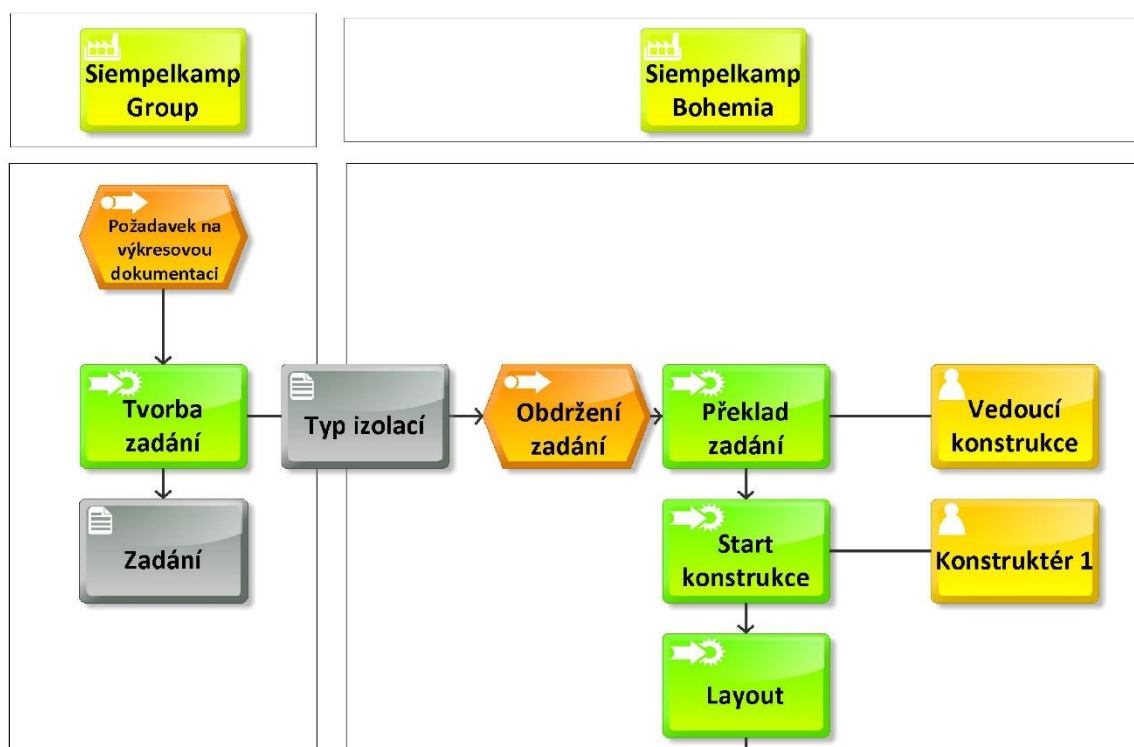 Siempelkamp
Group
Siempelkamp
Bohemia
Požadavek na
výkresovou
dokumentaci
Tvorba
zadání
Typ izolací
Obdržení
zadání
Překlad
zadání
Vedoucí
konstrukce
Zadání
Start
konstrukce
Konstruktér 1
Layout